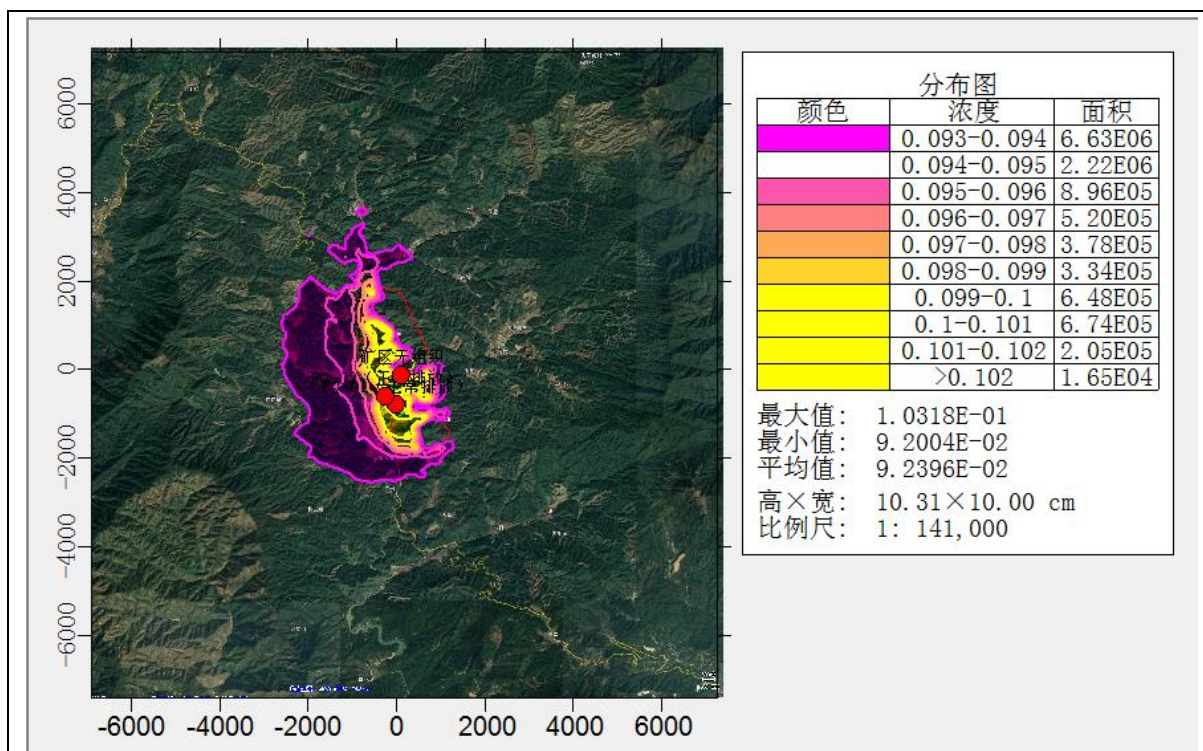 分布图
颜色 浓度 面积
0.093-0.094 6.63E06
0.094-0.095 2.22E06
0.095-0.096 8.96E05
0.096-0.097 5.20E05
0.097-0.098 3.78E05
0.098-0.099 3.34E05
0.099-0.1 6.48E05
0.1-0.101 6.74E05
0.101-0.102 2.05E05
>0.102 1.65E04
最大值: 1.0318E-01
最小值: 9.2004E-02
平均值: 9.2396E-02
高×宽: 10.31×10.00 cm
比例尺: 1: 141,000
6000
4000
2000
0
-2000
-4000
-6000
-6000 -4000 -2000 0 2000 4000 6000